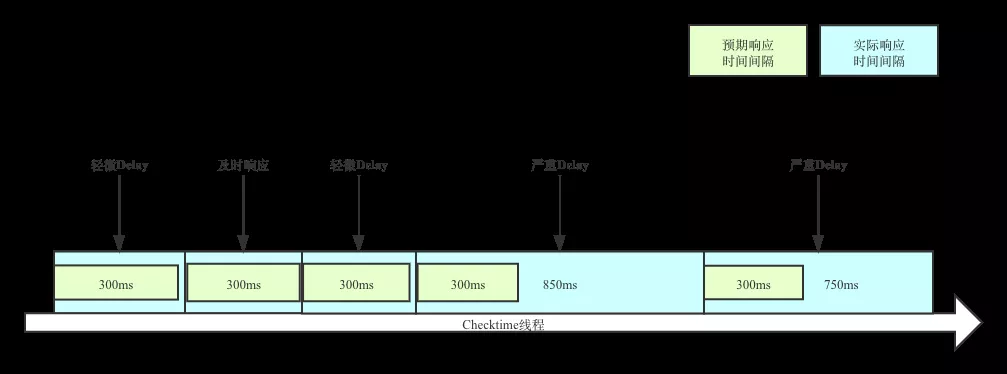 预期响应
时间间隔
实际响应
时间间隔
轻微Delay
及时响应
轻微Delay
严重Delay
严重Delay
300ms
300ms
300ms
300ms
850ms
300ms
750ms
Checktime线程